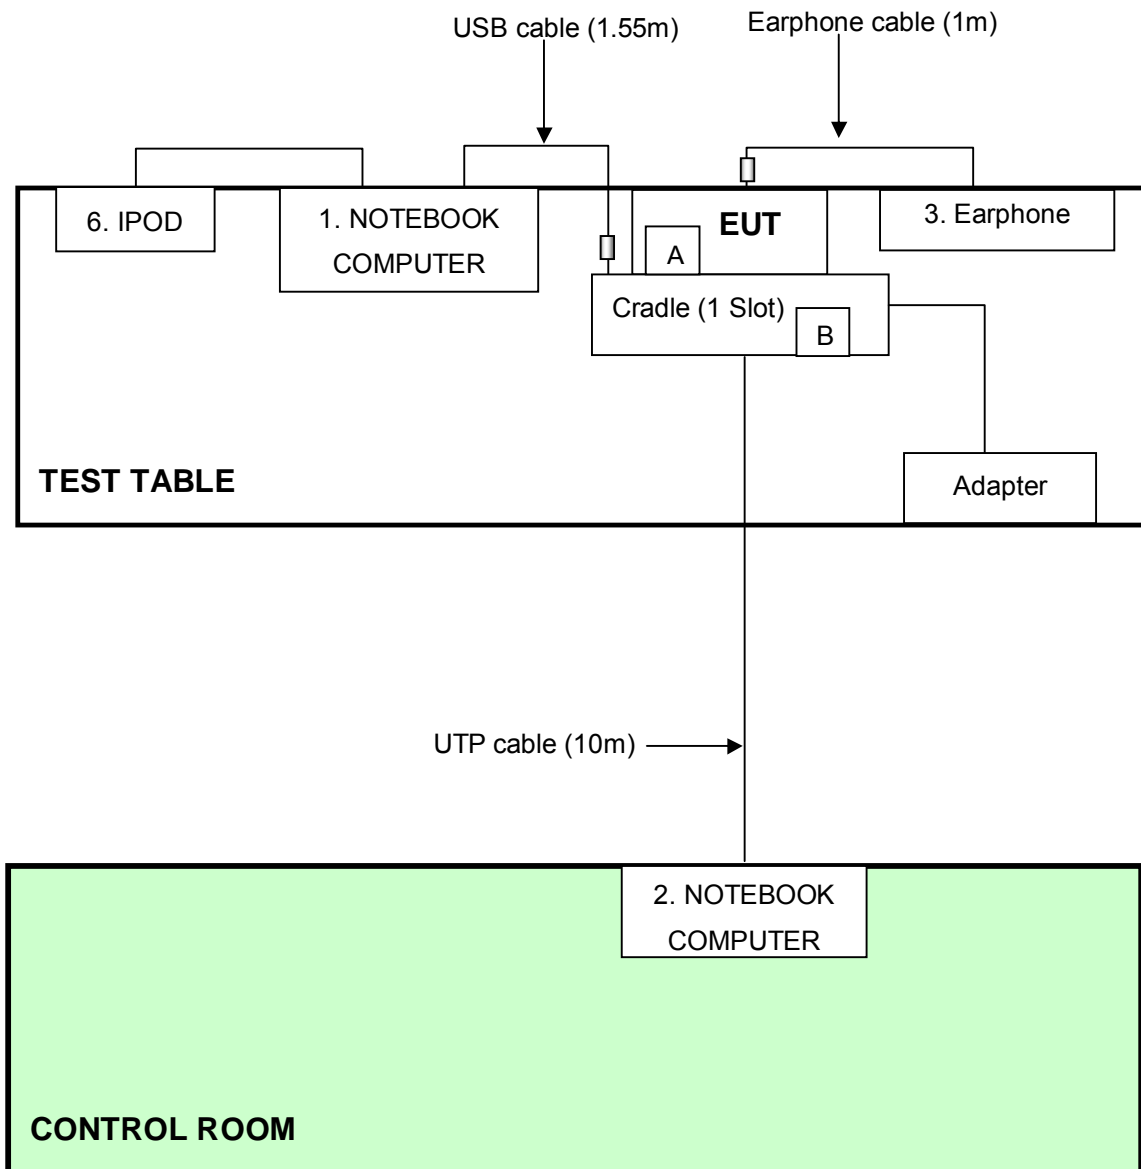 USB cable (1.55m)
Earphone cable (1m)
6. IPOD
1. NOTEBOOK
COMPUTER
EUT
3. Earphone
A
Cradle (1 Slot)
B
TEST TABLE
Adapter
UTP cable (10m)
2. NOTEBOOK
COMPUTER
CONTROL ROOM